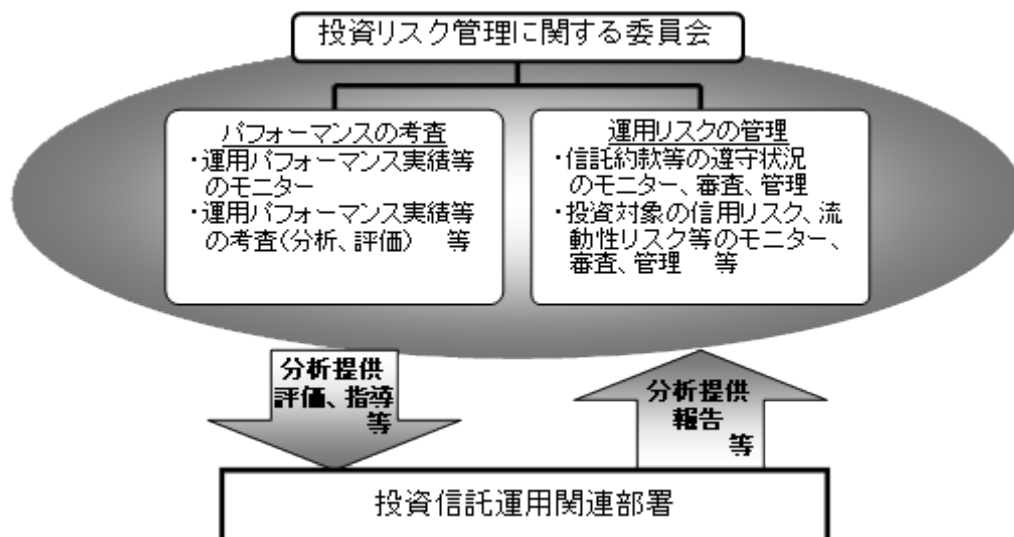 投資リスク管理に関する委員会
パフォーマンスの考査
・運用パフォーマンス実績等
のモニター
・運用パフォーマンス実績等
の考査(分析、評価) 等
運用リスクの管理
・信託約款等の遵守状況
のモニター、審査、管理
・投資対象の信用リスク、流
動性リスク等のモニター、
審査、管理 等
分析提供
評価、指導
等
分析提供
報告
等
投資信託運用関連部署